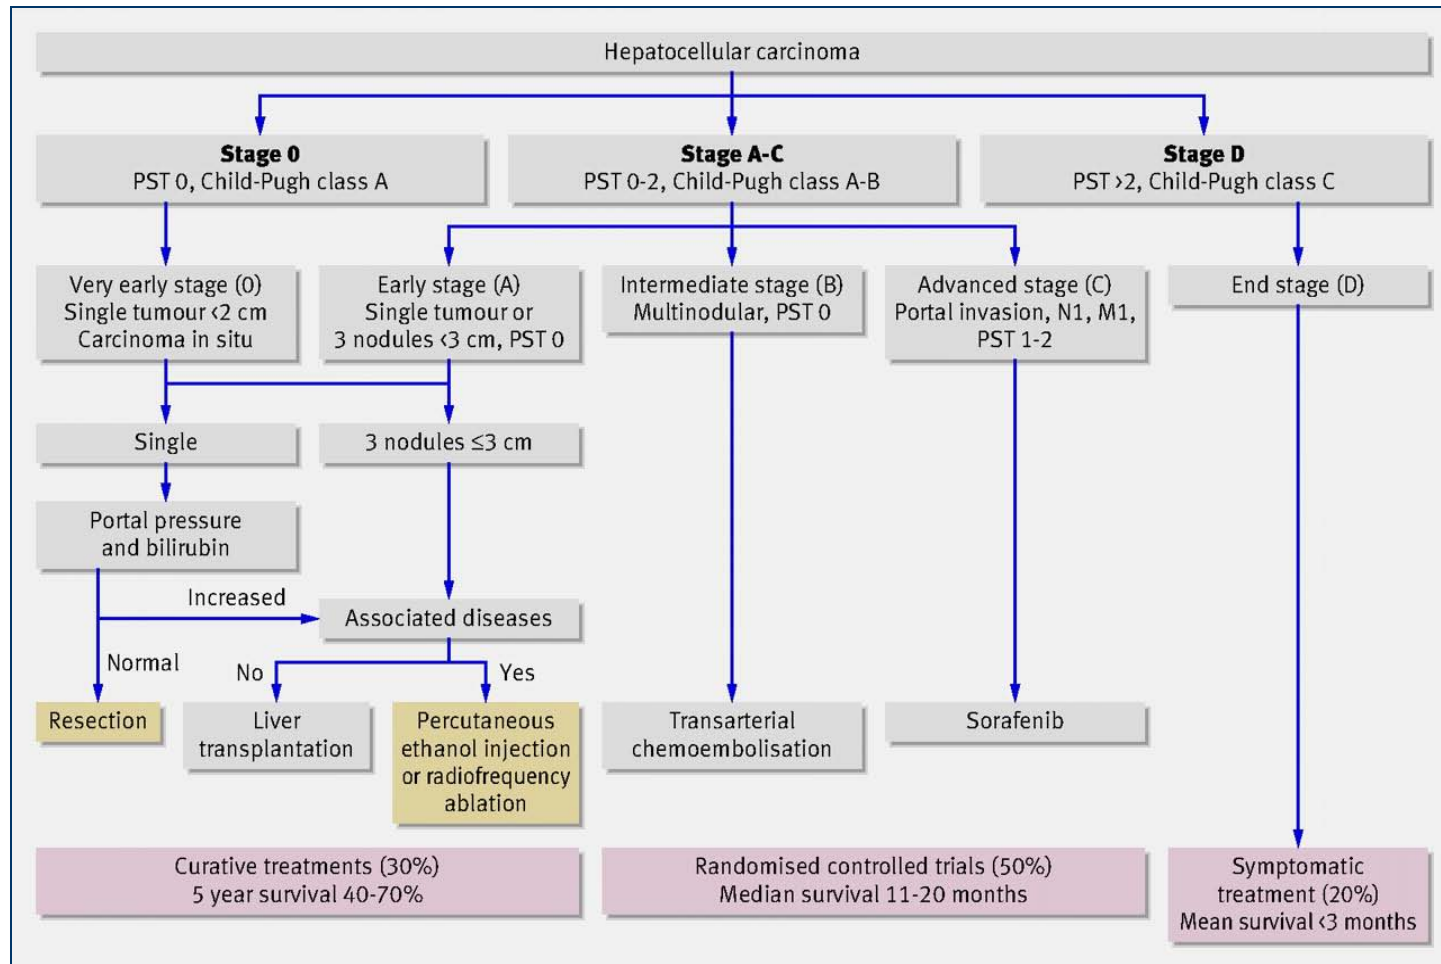 Hepatocellular carcinoma
Stage 0
PST 0, Child-Pugh class A
Stage A-C
PST 0-2, Child-Pugh class A-B
Stage D
PST >2, Child-Pugh class C
Very early stage (0)
Single tumour <2 cm
Carcinoma in situ
Early stage (A)
Single tumour or
3 nodules <3 cm, PST 0
Intermediate stage (B)
Multinodular, PST 0
Advanced stage (C)
Portal invasion, N1, M1,
PST 1-2
End stage (D)
Single
3 nodules ≤3 cm
Portal pressure
and bilirubin
Increased
Associated diseases
Normal
No
Yes
Resection
Liver
transplantation
Percutaneous
ethanol injection
or radiofrequency
ablation
Transarterial
chemoembolisation
Sorafenib
Curative treatments (30%)
5 year survival 40-70%
Randomised controlled trials (50%)
Median survival 11-20 months
Symptomatic
treatment (20%)
Mean survival <3 months